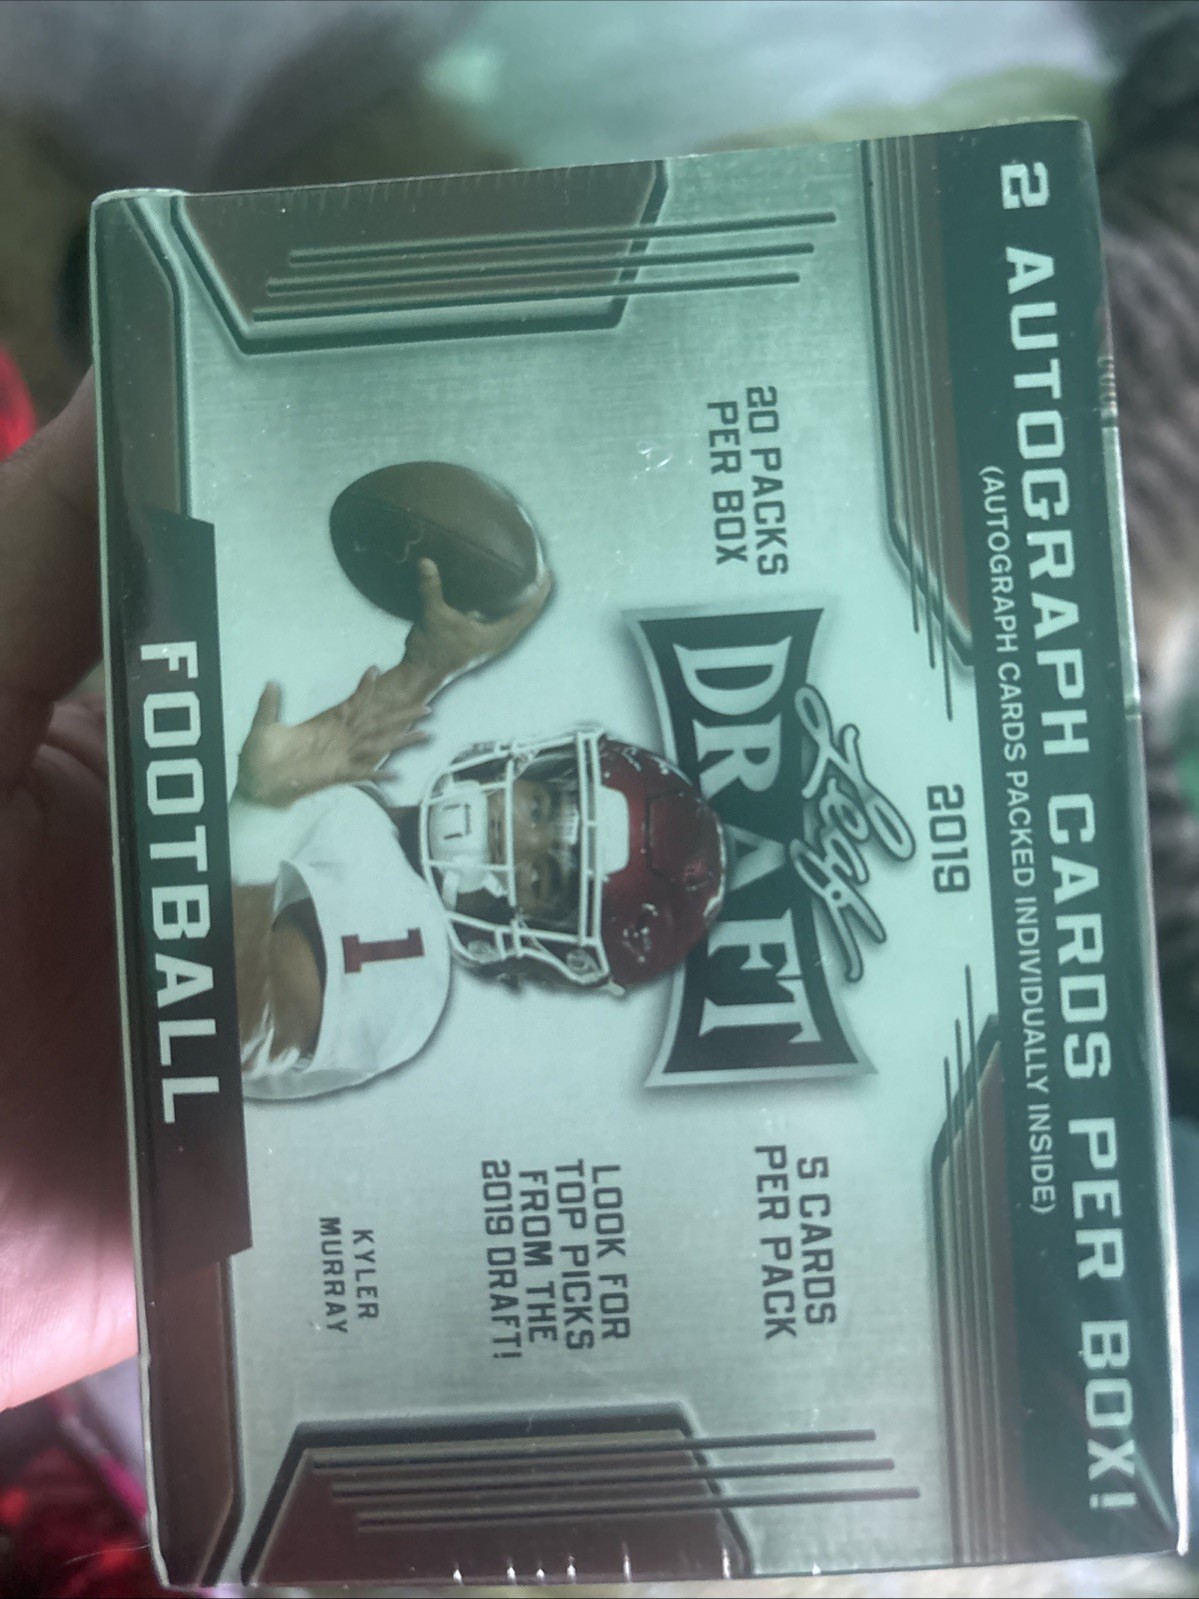 2 AUTOGRAPH CARDS PER BOX!
(AUTOGRAPH CARDS PACKED INDIVIDUALLY INSIDE)
2019
Leaf
DRAFT
20 PACKS
PER BOX
5 CARDS
PER PACK
LOOK FOR
TOP PICKS
FROM THE
2019 DRAFT!
1
KYLER
MURRAY
FOOTBALL